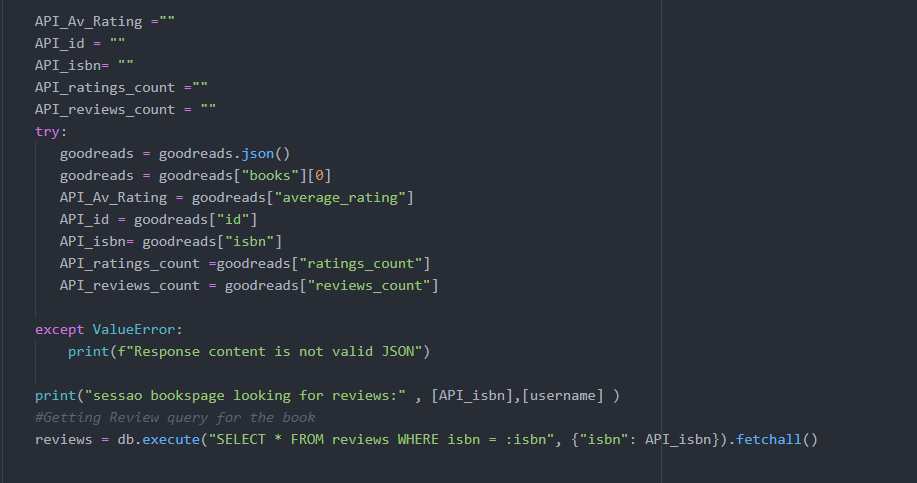 API_Av_Rating =""
API_id = ""
API_isbn= ""
API_ratings_count =""
API_reviews_count = ""
try:
goodreads = goodreads.json()
goodreads = goodreads["books"][0]
API_Av_Rating = goodreads["average_rating"]
API_id = goodreads["id"]
API_isbn= goodreads["isbn"]
API_ratings_count =goodreads["ratings_count"]
API_reviews_count = goodreads["reviews_count"]
except ValueError:
print(f"Response content is not valid JSON")
print("sessao bookspage looking for reviews:" , [API_isbn],[username] )
#Getting Review query for the book
reviews = db.execute("SELECT * FROM reviews WHERE isbn = :isbn", {"isbn": API_isbn}).fetchall()